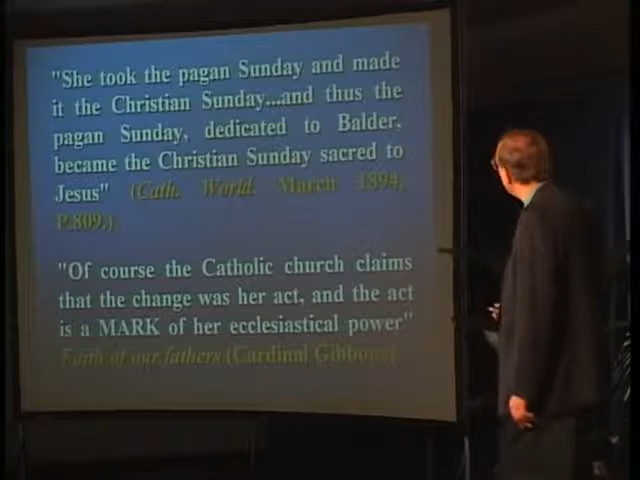 "She took the pagan Sunday and made
it the Christian Sunday...and thus the
pagan Sunday, dedicated to Balder,
became the Christian Sunday sacred to
Jesus" (Cath. World. March 1894,
P.809.)
"Of course the Catholic church claims
that the change was her act, and the act
is a MARK of her ecclesiastical power"
Faith of our fathers (Cardinal Gibbons)